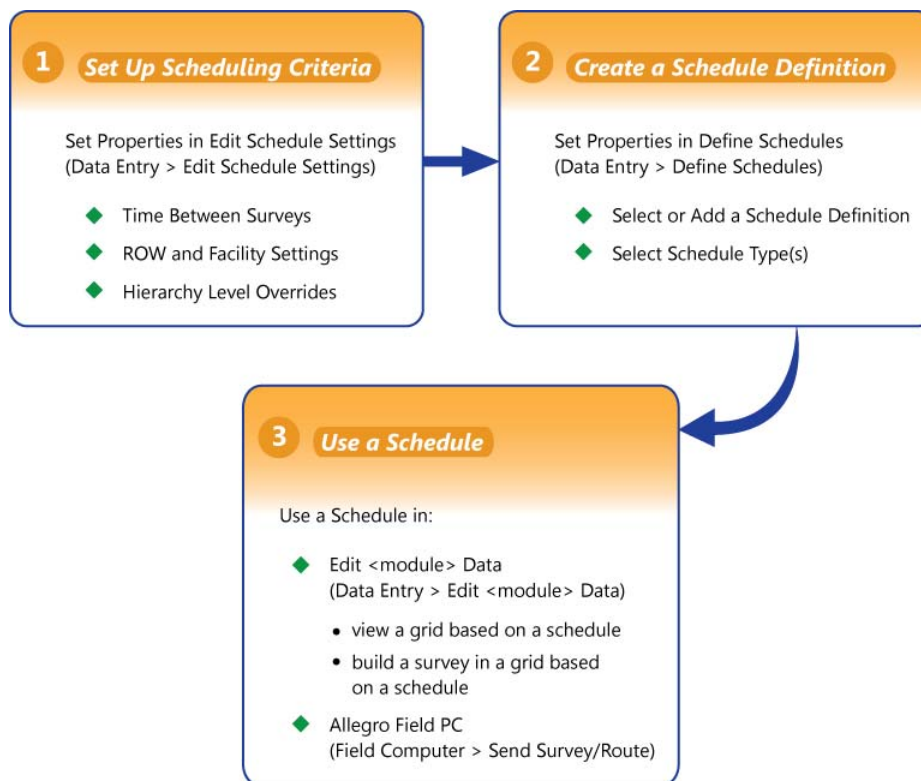 1 Set Up Scheduling Criteria
Set Properties in Edit Schedule Settings
(Data Entry > Edit Schedule Settings)
Time Between Surveys
ROW and Facility Settings
Hierarchy Level Overrides
2 Create a Schedule Definition
Set Properties in Define Schedules
(Data Entry > Define Schedules)
Select or Add a Schedule Definition
Select Schedule Type(s)
3 Use a Schedule
Use a Schedule in:
Edit <module> Data
(Data Entry > Edit <module> Data)
• view a grid based on a schedule
• build a survey in a grid based
on a schedule
Allegro Field PC
(Field Computer > Send Survey/Route)